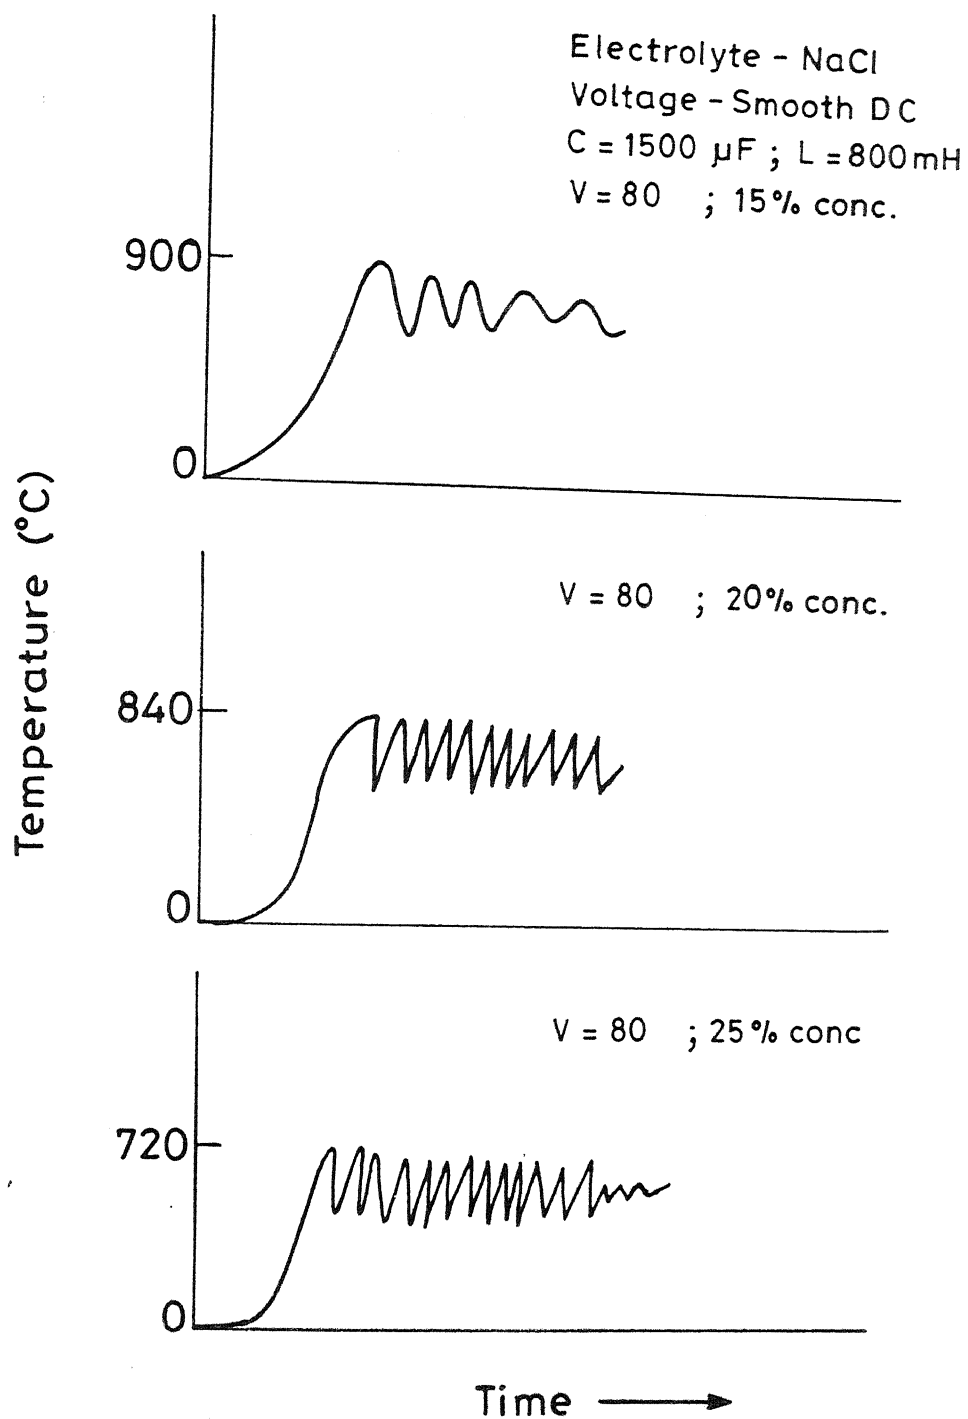 Electrolyte - NaCl
Voltage - Smooth DC
C = 1500 µF ; L = 800mH
V = 80 ; 15% conc.
900
0
Temperature (°C)
V = 80 ; 20% conc.
840
0
V = 80 ; 25% conc
720
0
Time